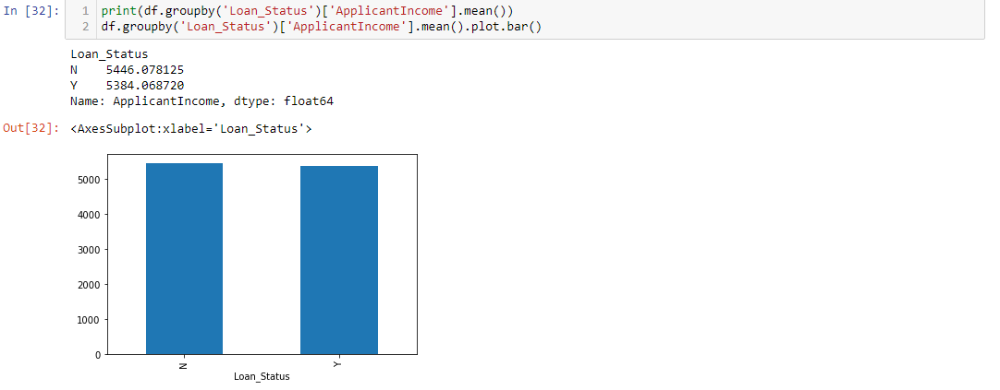 In [32]:
1 print(df.groupby('Loan_Status')['ApplicantIncome'].mean())
2 df.groupby('Loan_Status')['ApplicantIncome'].mean().plot.bar()
Loan_Status
N    5446.078125
Y    5384.068720
Name: ApplicantIncome, dtype: float64
Out[32]: <AxesSubplot:xlabel='Loan_Status'>
5000
4000
3000
2000
1000
0
N
Y
Loan_Status